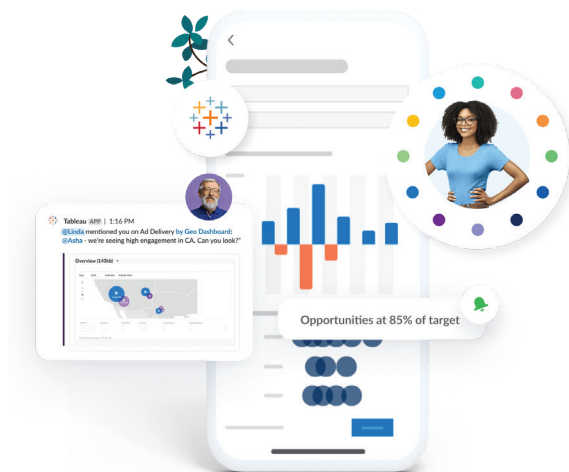 Tableau APP | 1:16 PM
@Linda mentioned you on Ad Delivery by Geo Dashboard:
@Asha - we're seeing high engagement in CA. Can you look?"
Overview (143kb)
Opportunities at 85% of target